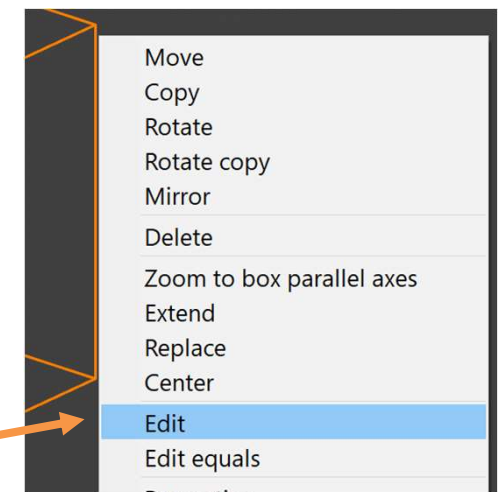 Move
Copy
Rotate
Rotate copy
Mirror
Delete
Zoom to box parallel axes
Extend
Replace
Center
Edit
Edit equals